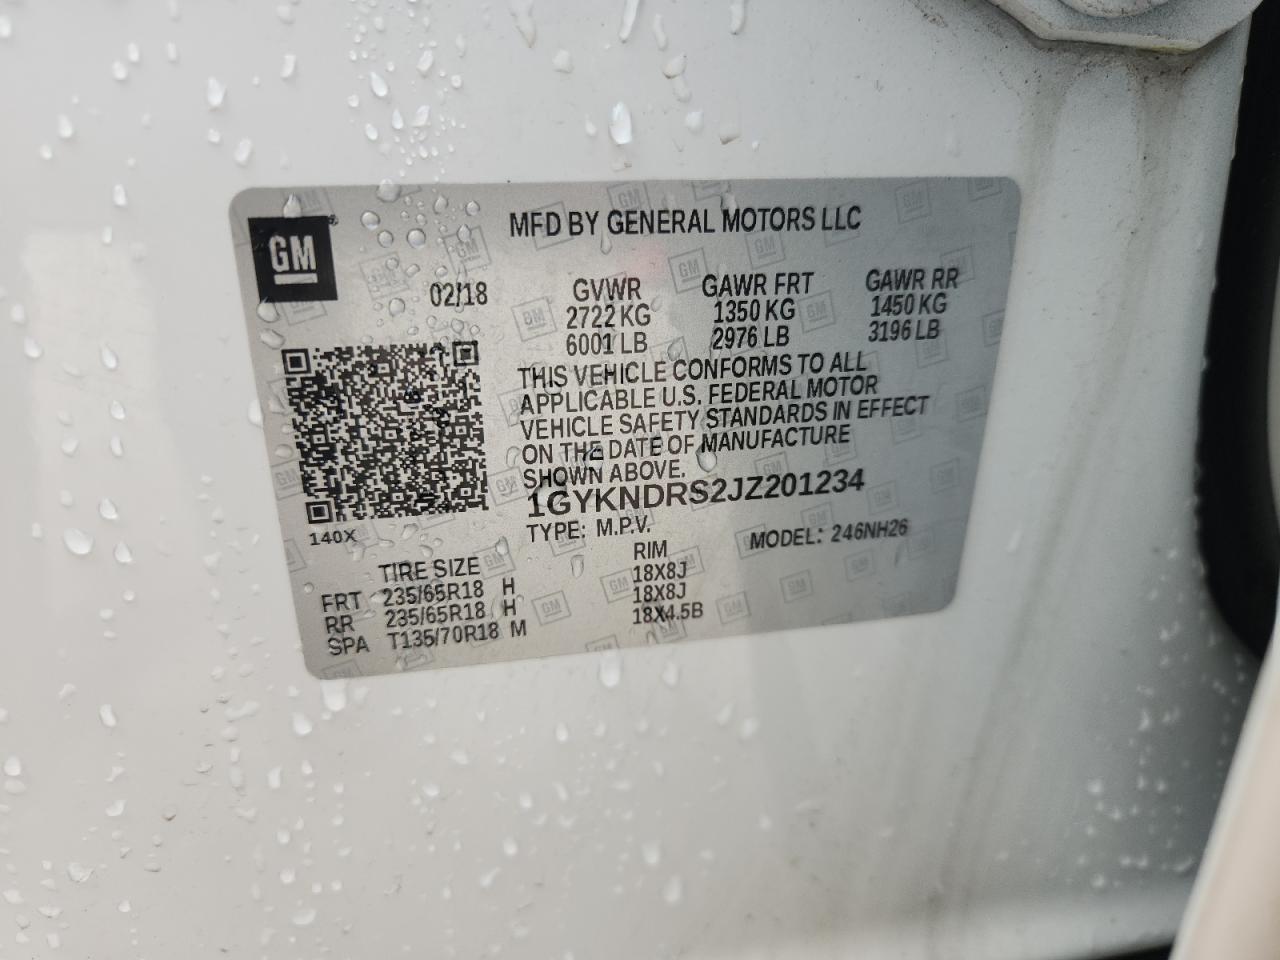 GM
MFD BY GENERAL MOTORS LLC
02/18
GVWR GAWR FRT GAWR RR
2722 KG 1350 KG 1450 KG
6001 LB 2976 LB 3196 LB
THIS VEHICLE CONFORMS TO ALL
APPLICABLE U.S. FEDERAL MOTOR
VEHICLE SAFETY STANDARDS IN EFFECT
ON THE DATE OF MANUFACTURE
SHOWN ABOVE.
1GYKNDRS2JZ201234
140X
TYPE: M.P.V. MODEL: 246NH26
TIRE SIZE RIM
FRT 235/65R18 H 18X8J
RR 235/65R18 H 18X8J
SPA T135/70R18 M 18X4.5B